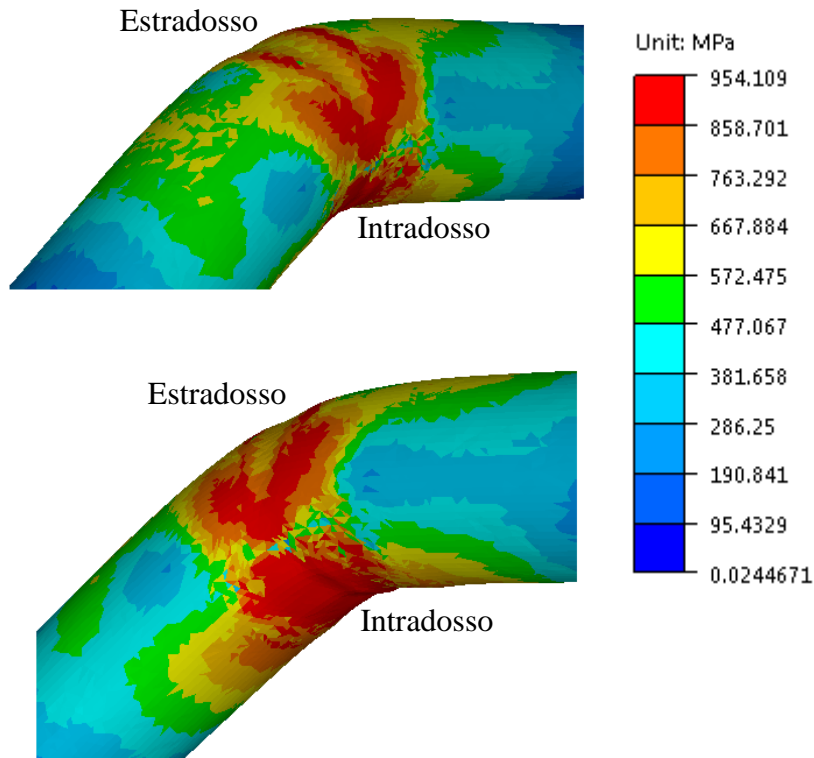 Estradosso
Intradosso
Unit: MPa
954.109
858.701
763.292
667.884
572.475
477.067
381.658
286.25
190.841
95.4329
0.0244671
Estradosso
Intradosso